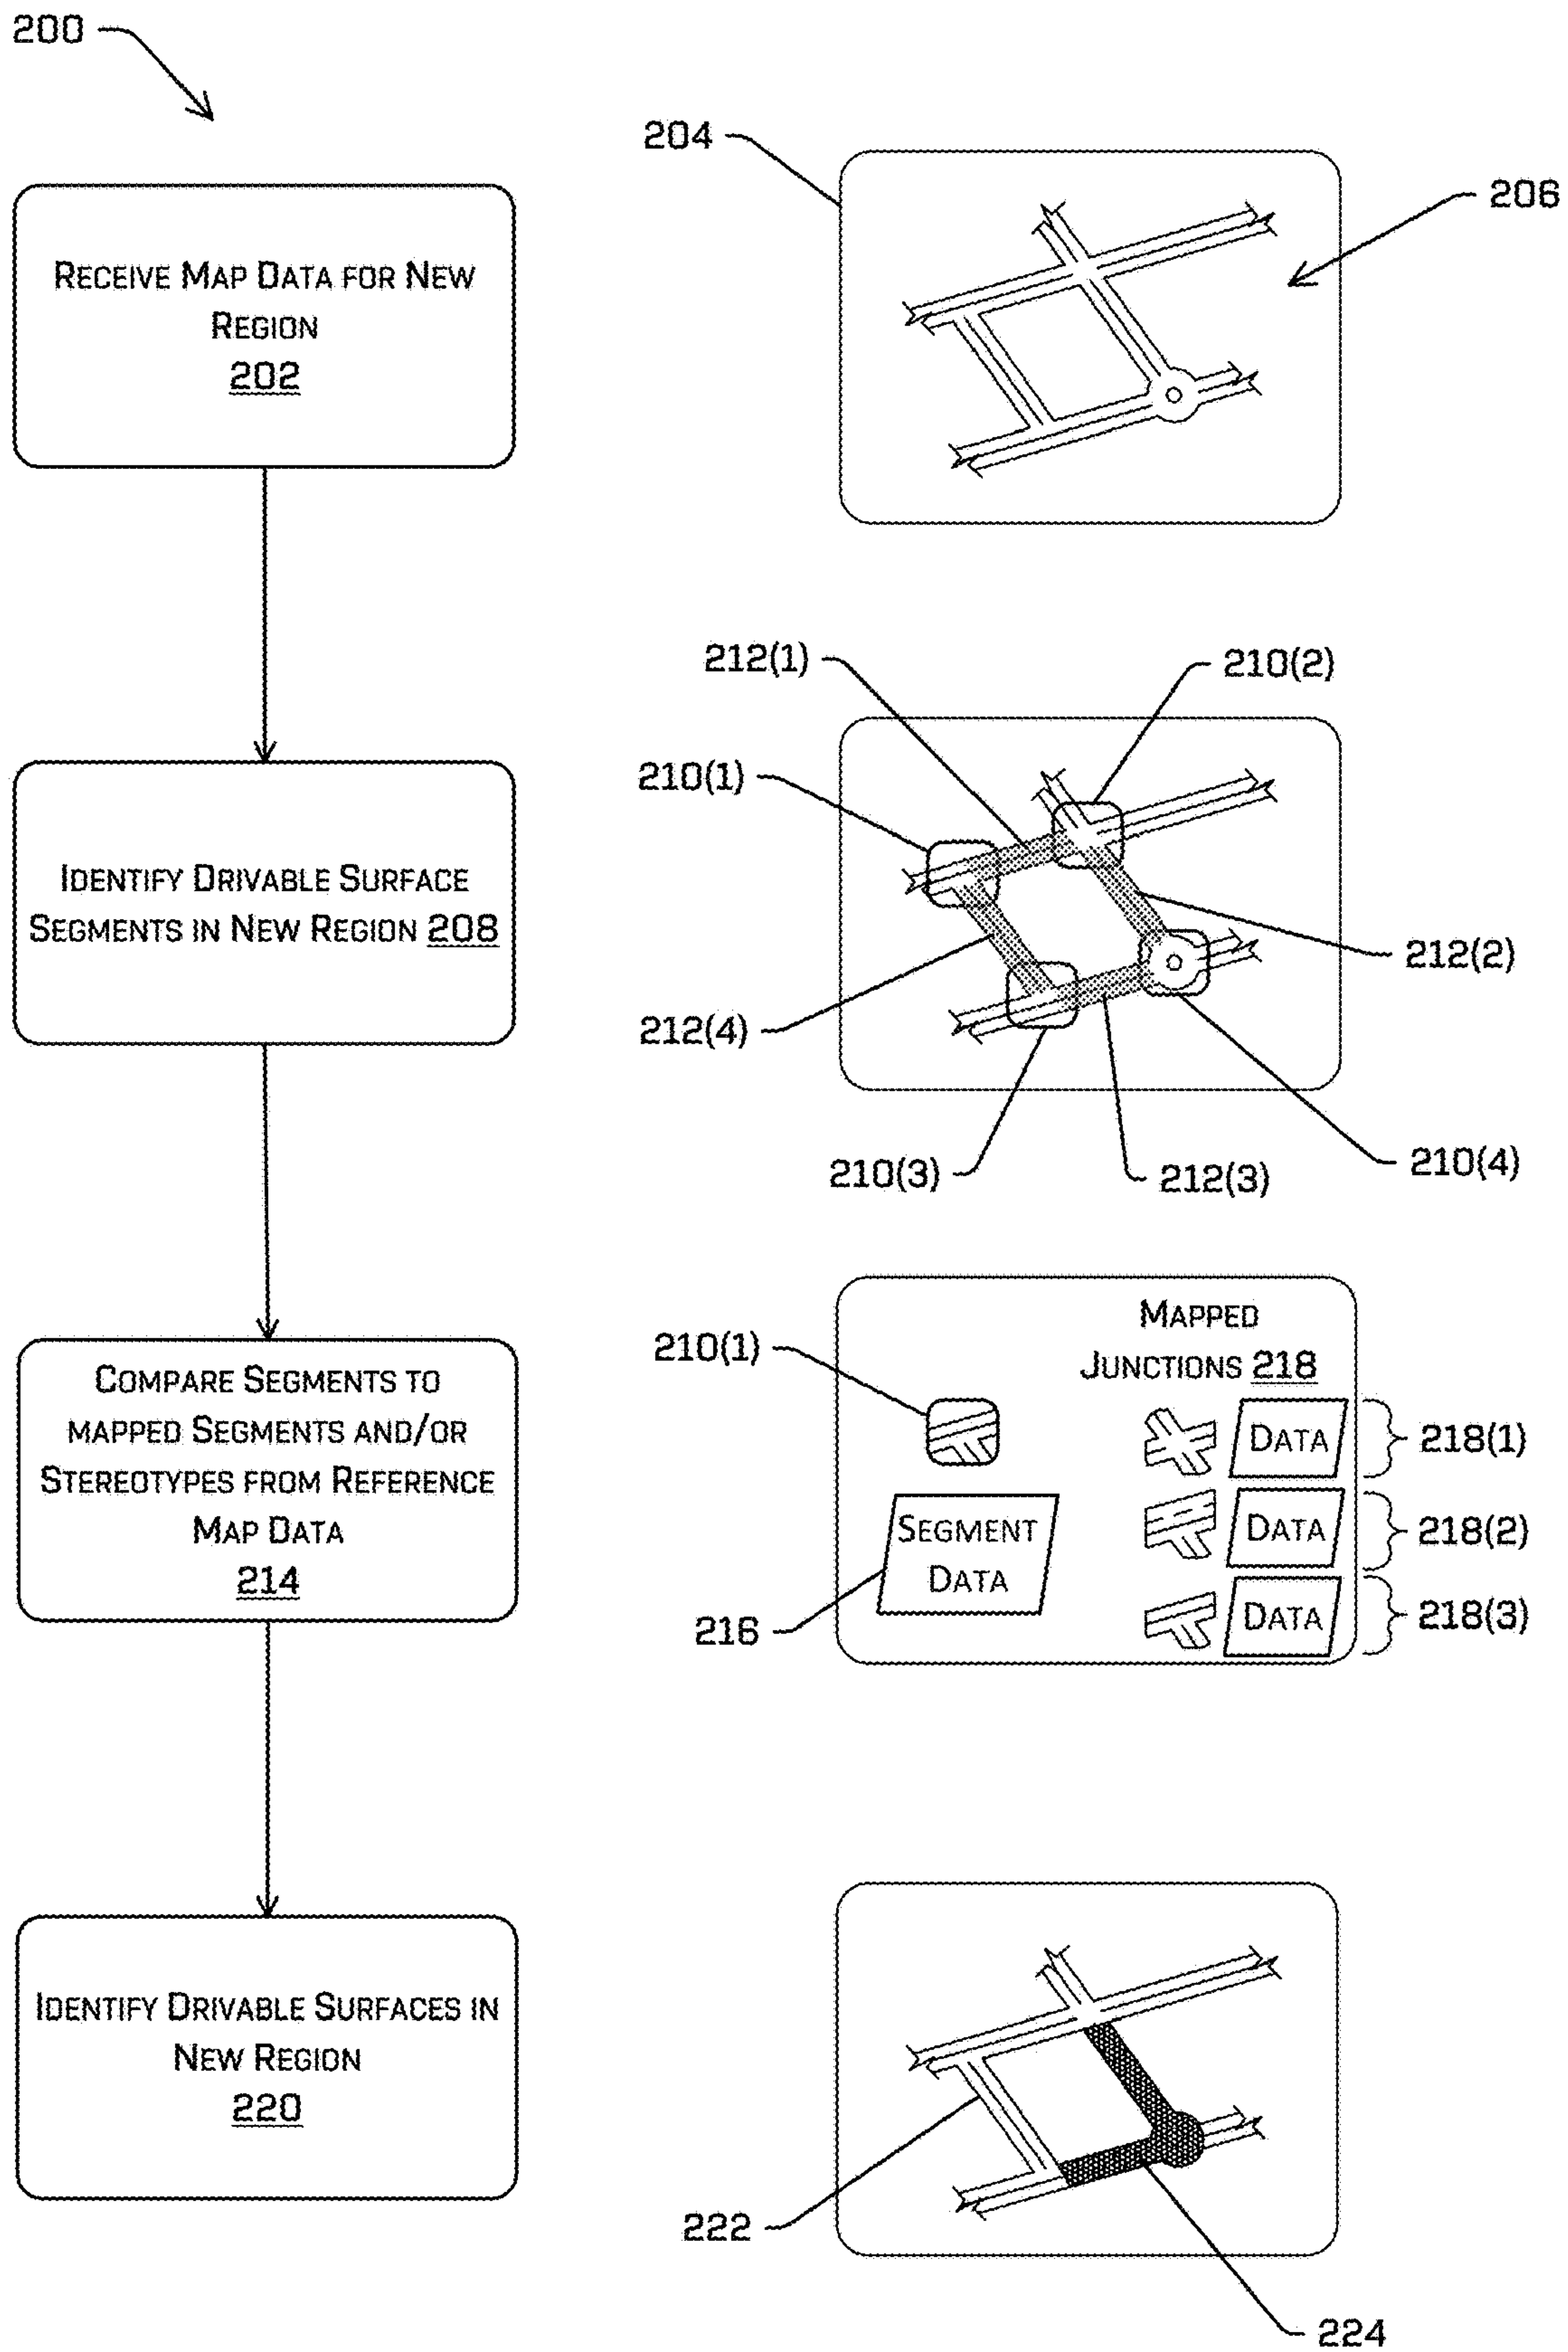 200
204
206
RECEIVE MAP DATA FOR NEW
REGION
202
212(1)
210(2)
210(1)
IDENTIFY DRIVABLE SURFACE
SEGMENTS IN NEW REGION 208
212(2)
212(4)
210(3)
212(3)
210(4)
MAPPED
JUNCTIONS 218
210(1)
COMPARE SEGMENTS TO
MAPPED SEGMENTS AND/OR
STEREOTYPES FROM REFERENCE
MAP DATA
214
DATA
218(1)
SEGMENT
DATA
216
DATA
218(2)
DATA
218(3)
IDENTIFY DRIVABLE SURFACES IN
NEW REGION
220
222
224